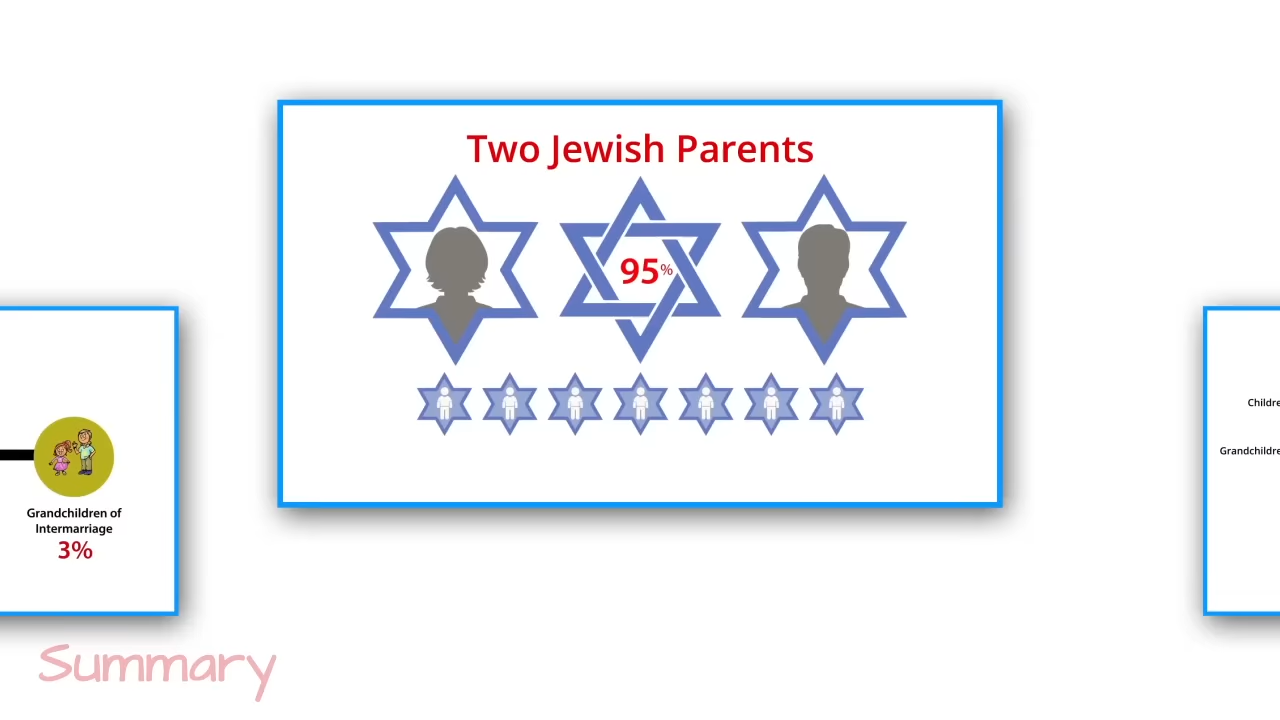 Two Jewish Parents
95%
Grandchildren of
Intermarriage
3%
Summary